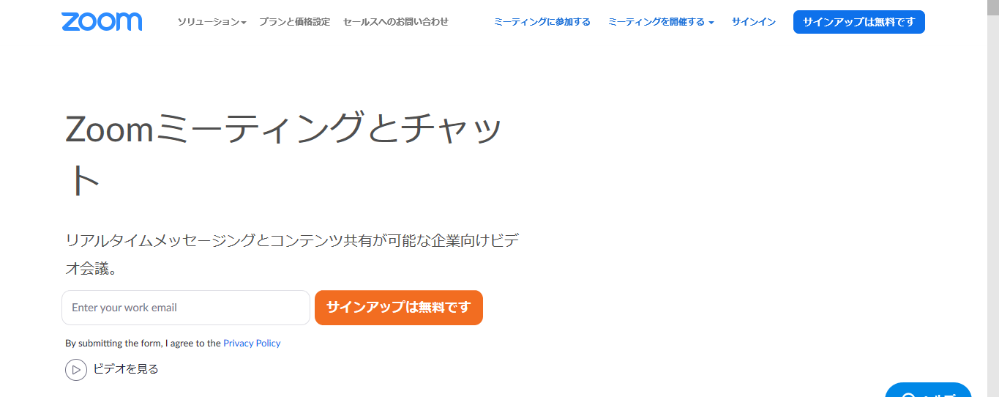 zoom
ソリューション プランと価格設定 セールスへのお問い合わせ ミーティングに参加する ミーティングを開催する サインイン サインアップは無料です
Zoomミーティングとチャッ
ト
リアルタイムメッセージングとコンテンツ共有が可能な企業向けビデ
オ会議。
Enter your work email サインアップは無料です
By submitting the form, I agree to the Privacy Policy
ビデオを見る